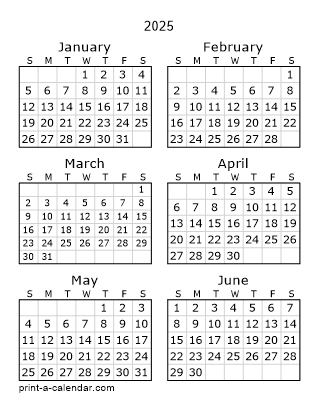 2025
January February
S M T W T F S S M T W T F S
1 2 3 4 1
5 6 7 8 9 10 11 2 3 4 5 6 7 8
12 13 14 15 16 17 18 9 10 11 12 13 14 15
19 20 21 22 23 24 25 16 17 18 19 20 21 22
26 27 28 29 30 31 23 24 25 26 27 28
March April
S M T W T F S S M T W T F S
1 1 2 3 4 5
2 3 4 5 6 7 8 6 7 8 9 10 11 12
9 10 11 12 13 14 15 13 14 15 16 17 18 19
16 17 18 19 20 21 22 20 21 22 23 24 25 26
23 24 25 26 27 28 29 27 28 29 30
30 31
May June
S M T W T F S S M T W T F S
1 2 3 1 2 3 4 5 6 7
4 5 6 7 8 9 10 8 9 10 11 12 13 14
11 12 13 14 15 16 17 15 16 17 18 19 20 21
18 19 20 21 22 23 24 22 23 24 25 26 27 28
25 26 27 28 29 30 31 29 30
print-a-calendar.com